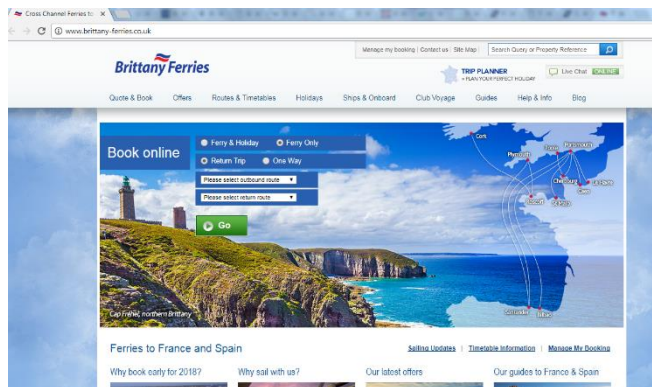 Cross Channel Ferries to
www.brittany-ferries.co.uk
Manage my booking | Contact us | Site Map
Search Query or Property Reference
Brittany Ferries
TRIP PLANNER
+ PLAN YOUR PERFECT HOLIDAY
Live Chat ONLINE
Quote & Book Offers Routes & Timetables Holidays Ships & Onboard Club Voyage Guides Help & Info Blog
Book online
Ferry & Holiday Ferry Only
Return Trip One Way
Please select outbound route
Please select return route
Go
Cork
Plymouth
Poole
Portsmouth
Cherbourg
Le Havre
Caen
Roscoff
St Malo
Santander
Bilbao
Cap Fréhel, northern Brittany
Ferries to France and Spain
Sailing Updates | Timetable Information | Manage My Booking
Why book early for 2018? Why sail with us? Our latest offers Our guides to France & Spain